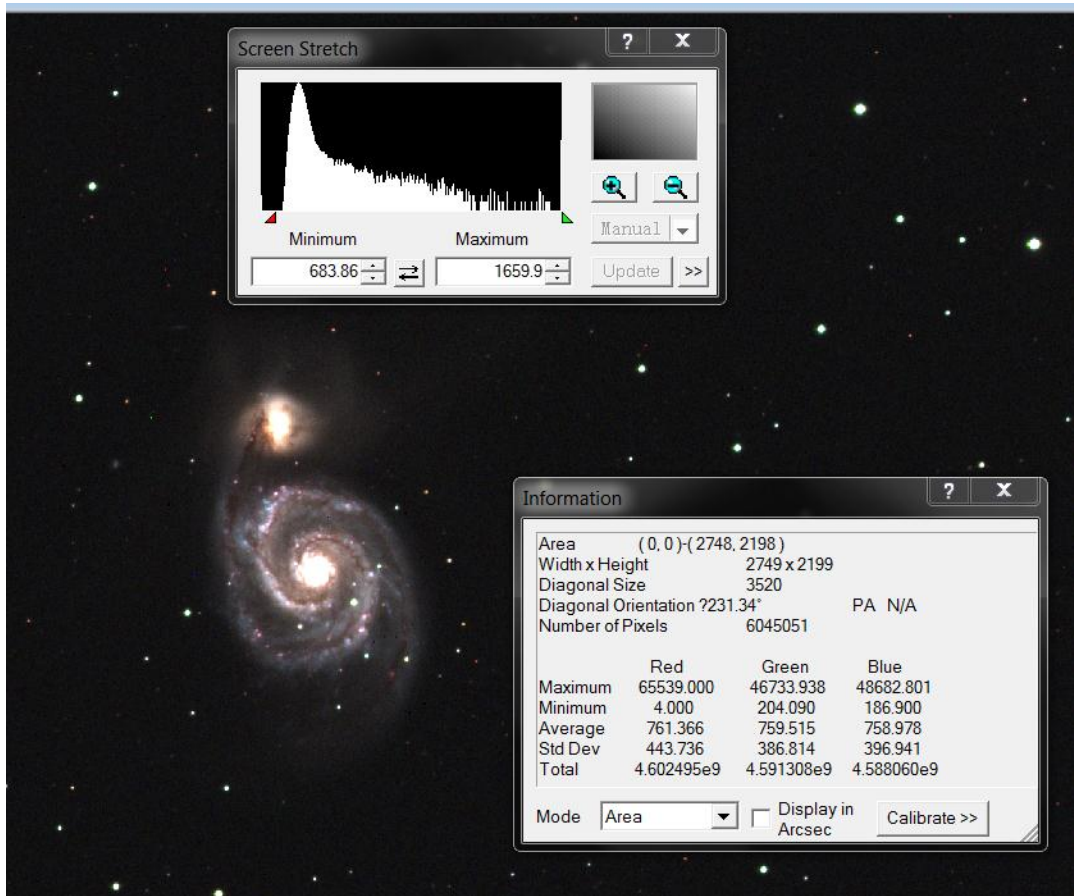 Screen Stretch
? X
Minimum Maximum
683.86 1659.9
Manual
Update >>
Information
? X
Area ( 0, 0 )-( 2748, 2198 )
Width x Height 2749 x 2199
Diagonal Size 3520
Diagonal Orientation ?231.34° PA N/A
Number of Pixels 6045051
Red Green Blue
Maximum 65539.000 46733.938 48682.801
Minimum 4.000 204.090 186.900
Average 761.366 759.515 758.978
Std Dev 443.736 386.814 396.941
Total 4.602495e9 4.591308e9 4.588060e9
Mode Area Display in
Arcsec Calibrate >>